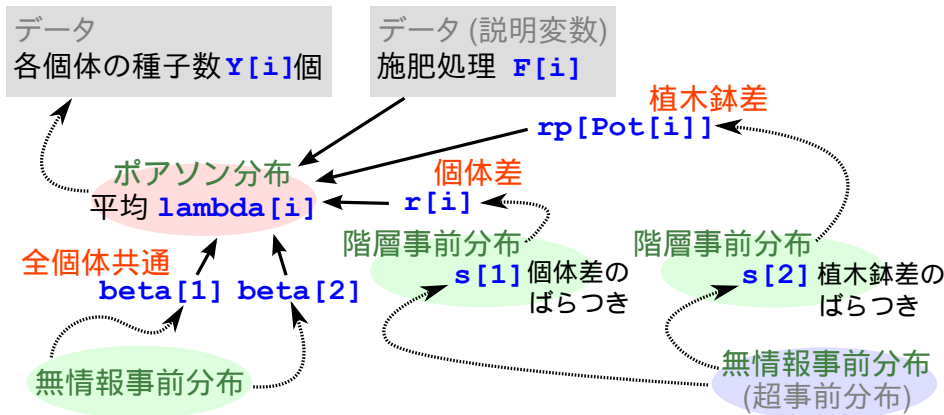 データ
各個体の種子数 Y[i]個
データ (説明変数)
施肥処理 F[i]
植木鉢差
rp[Pot[i]]
ポアソン分布
平均 lambda[i]
個体差
r[i]
全個体共通
beta[1] beta[2]
階層事前分布
s[1] 個体差の
ばらつき
階層事前分布
s[2] 植木鉢差の
ばらつき
無情報事前分布
無情報事前分布
(超事前分布)